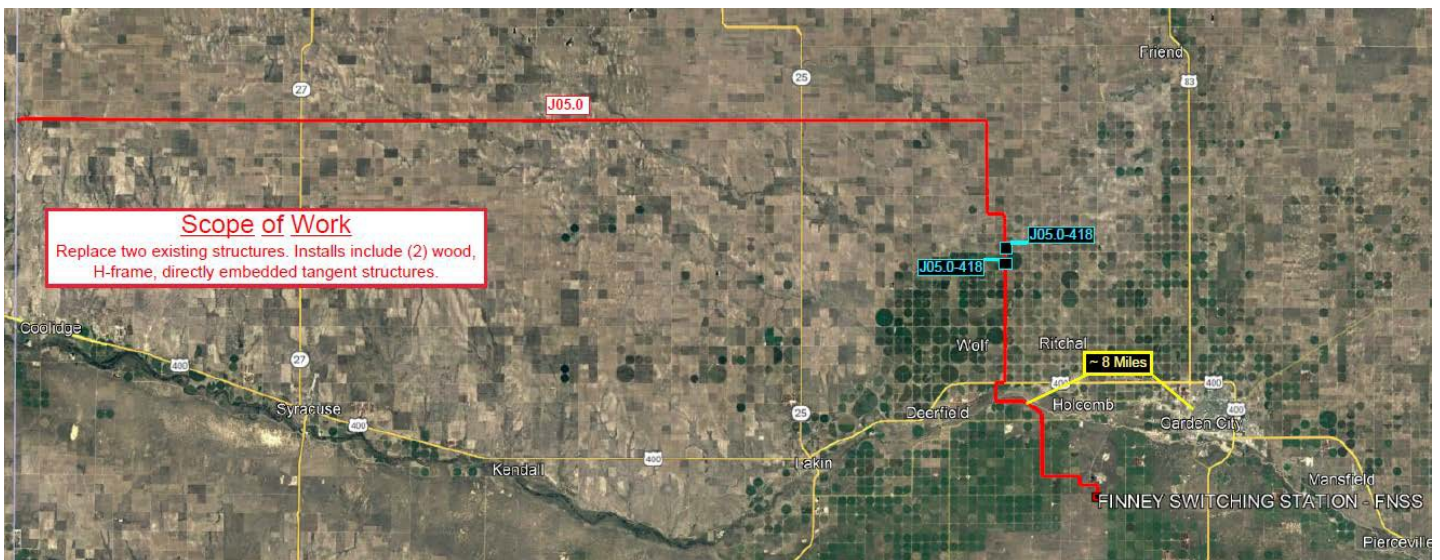 Friend
27
25
83
J05.0
Scope of Work
Replace two existing structures. Installs include (2) wood,
H-frame, directly embedded tangent structures.
J05.0-418
J05.0-418
Coolidge
400
27
Wolf
Ritchal
~ 8 Miles
400
400
Syracuse
400
25
Deerfield
Holcomb
Garden City
400
Kendall
400
Lakin
Mansfield
FINNEY SWITCHING STATION - FNSS
Pierceville